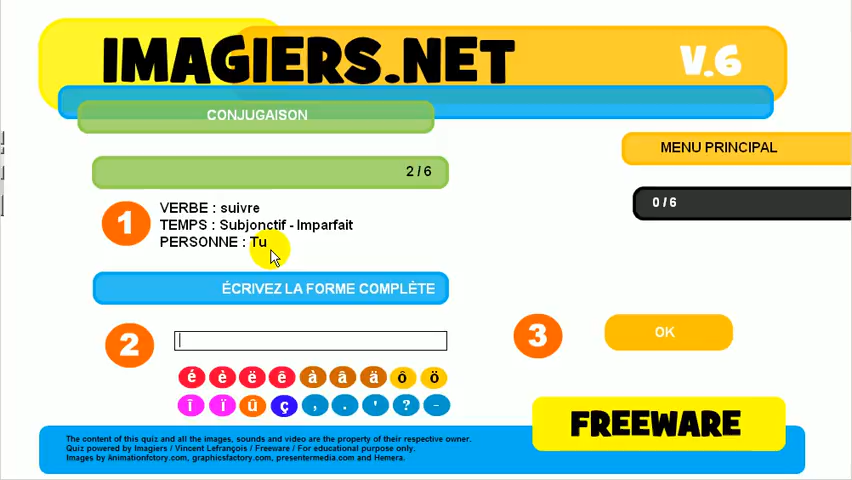 IMAGIERS.NET
V.6
CONJUGAISON
MENU PRINCIPAL
2 / 6
0 / 6
1
VERBE : suivre
TEMPS : Subjonctif - Imparfait
PERSONNE : Tu
ÉCRIVEZ LA FORME COMPLÈTE
2
3
OK
é è ë ê à â ä ô ö
î ï û ç , . ' ? -
FREEWARE
The content of this quiz and all the images, sounds and video are the property of their respective owner.
Quiz powered by Imagiers / Vincent Lefrançois / Freeware / For educational purpose only.
Images by Animationfctory.com, graphicsfactory.com, presentermedia.com and Hemera.